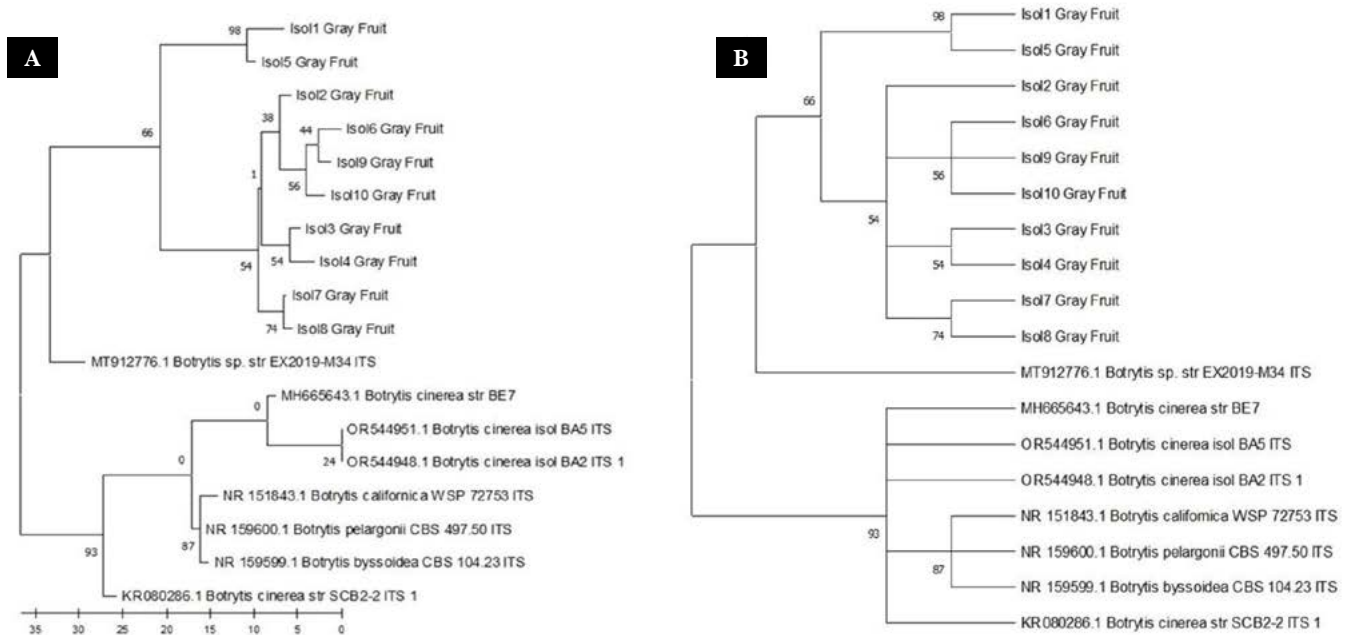 A
98
Isol1 Gray Fruit
Isol5 Gray Fruit
66
Isol2 Gray Fruit
38
44
Isol6 Gray Fruit
Isol9 Gray Fruit
56
Isol10 Gray Fruit
1
Isol3 Gray Fruit
54
54
Isol4 Gray Fruit
Isol7 Gray Fruit
74
Isol8 Gray Fruit
MT912776.1 Botrytis sp. str EX2019-M34 ITS
0
MH665643.1 Botrytis cinerea str BE7
OR544951.1 Botrytis cinerea isol BA5 ITS
24
OR544948.1 Botrytis cinerea isol BA2 ITS 1
0
NR 151843.1 Botrytis californica WSP 72753 ITS
NR 159600.1 Botrytis pelargonii CBS 497.50 ITS
87
NR 159599.1 Botrytis byssoidea CBS 104.23 ITS
93
KR080286.1 Botrytis cinerea str SCB2-2 ITS 1
35 30 25 20 15 10 5 0
B
98
Isol1 Gray Fruit
Isol5 Gray Fruit
66
Isol2 Gray Fruit
Isol6 Gray Fruit
Isol9 Gray Fruit
56
Isol10 Gray Fruit
54
Isol3 Gray Fruit
54
Isol4 Gray Fruit
Isol7 Gray Fruit
74
Isol8 Gray Fruit
MT912776.1 Botrytis sp. str EX2019-M34 ITS
MH665643.1 Botrytis cinerea str BE7
OR544951.1 Botrytis cinerea isol BA5 ITS
OR544948.1 Botrytis cinerea isol BA2 ITS 1
NR 151843.1 Botrytis californica WSP 72753 ITS
93
NR 159600.1 Botrytis pelargonii CBS 497.50 ITS
87
NR 159599.1 Botrytis byssoidea CBS 104.23 ITS
KR080286.1 Botrytis cinerea str SCB2-2 ITS 1